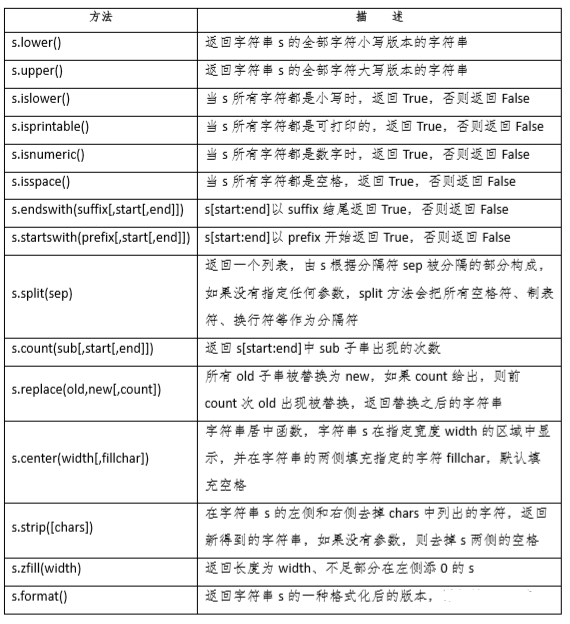 方法 描 述
s.lower() 返回字符串 s 的全部字符小写版本的字符串
s.upper() 返回字符串 s 的全部字符大写版本的字符串
s.islower() 当 s 所有字符都是小写时，返回 True，否则返回 False
s.isprintable() 当 s 所有字符都是可打印的，返回 True，否则返回 False
s.isnumeric() 当 s 所有字符都是数字时，返回 True，否则返回 False
s.isspace() 当 s 所有字符都是空格，返回 True，否则返回 False
s.endswith(suffix[,start[,end]]) s[start:end]以 suffix 结尾返回 True，否则返回 False
s.startswith(prefix[,start[,end]]) s[start:end]以 prefix 开始返回 True，否则返回 False
s.split(sep) 返回一个列表，由 s 根据分隔符 sep 被分隔的部分构成，
如果没有指定任何参数，split 方法会把所有空格符、制表
符、换行符等作为分隔符
s.count(sub[,start[,end]]) 返回 s[start:end]中 sub 子串出现的次数
s.replace(old,new[,count]) 所有 old 子串被替换为 new，如果 count 给出，则前
count 次 old 出现被替换，返回替换之后的字符串
s.center(width[,fillchar]) 字符串居中函数，字符串 s 在指定宽度 width 的区域中显
示，并在字符串的两侧填充指定的字符 fillchar，默认填
充空格
s.strip([chars]) 在字符串 s 的左侧和右侧去掉 chars 中列出的字符，返回
新得到的字符串，如果没有参数，则去掉 s 两侧的空格
s.zfill(width) 返回长度为 width、不足部分在左侧添 0 的 s
s.format() 返回字符串 s 的一种格式化后的版本，